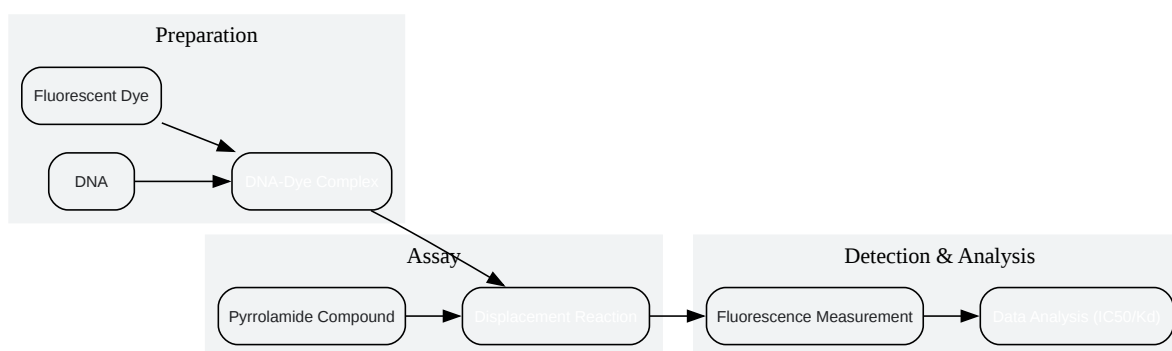 Preparation
Fluorescent Dye
DNA
DNA-Dye Complex
Assay
Pyrrolamide Compound
Displacement Reaction
Detection & Analysis
Fluorescence Measurement
Data Analysis (IC50/Kd)